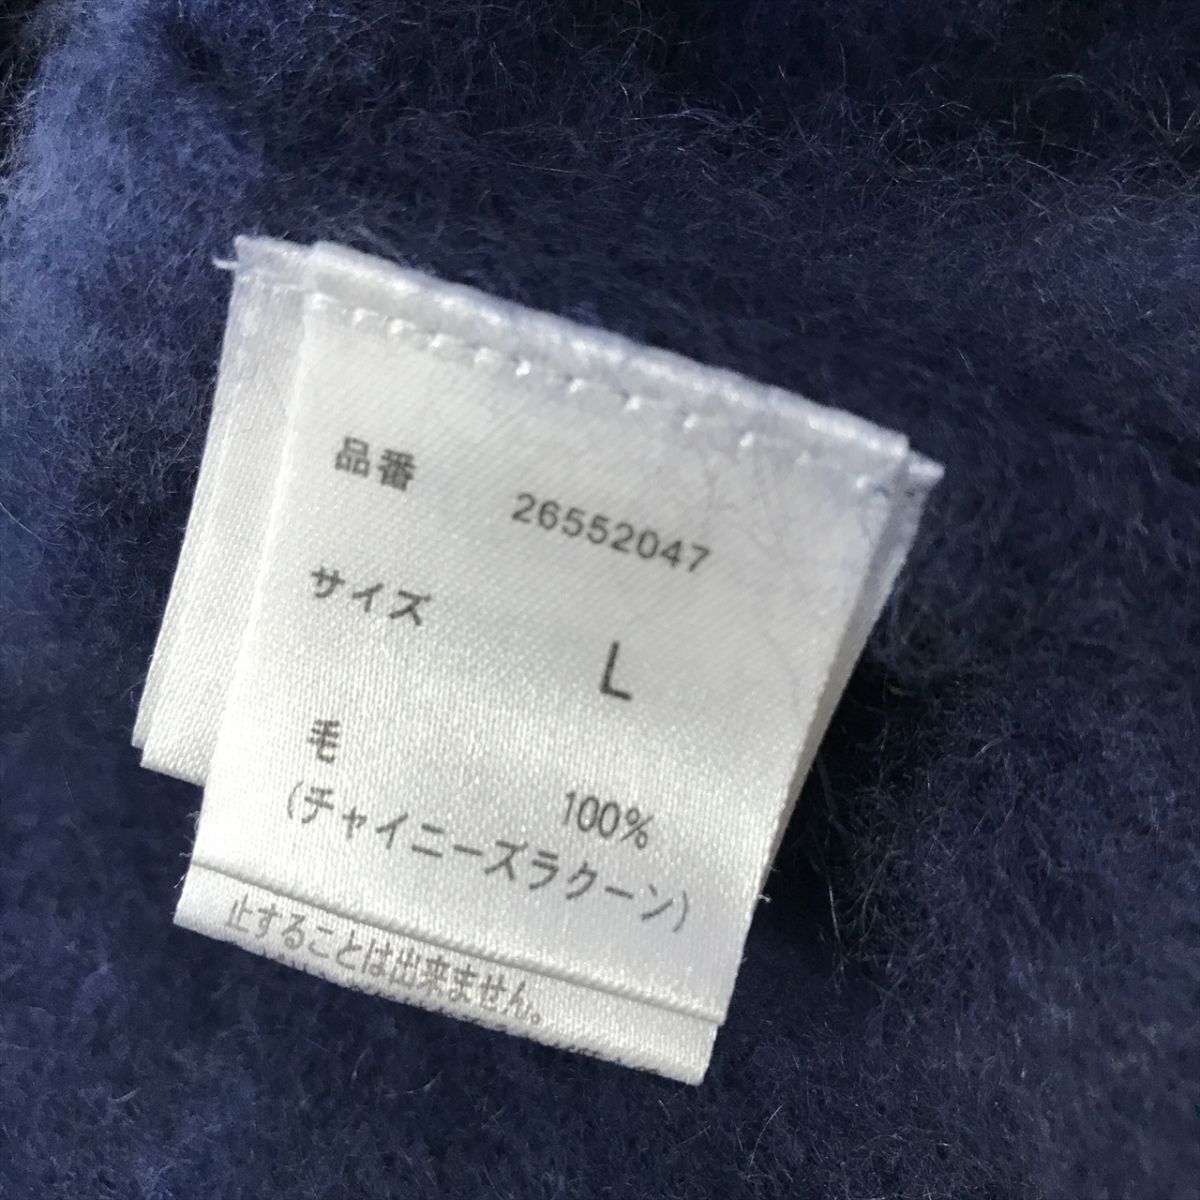 品番 26552047
サイズ L
毛 100%
(チャイニーズラクーン)
止することは出来ません。